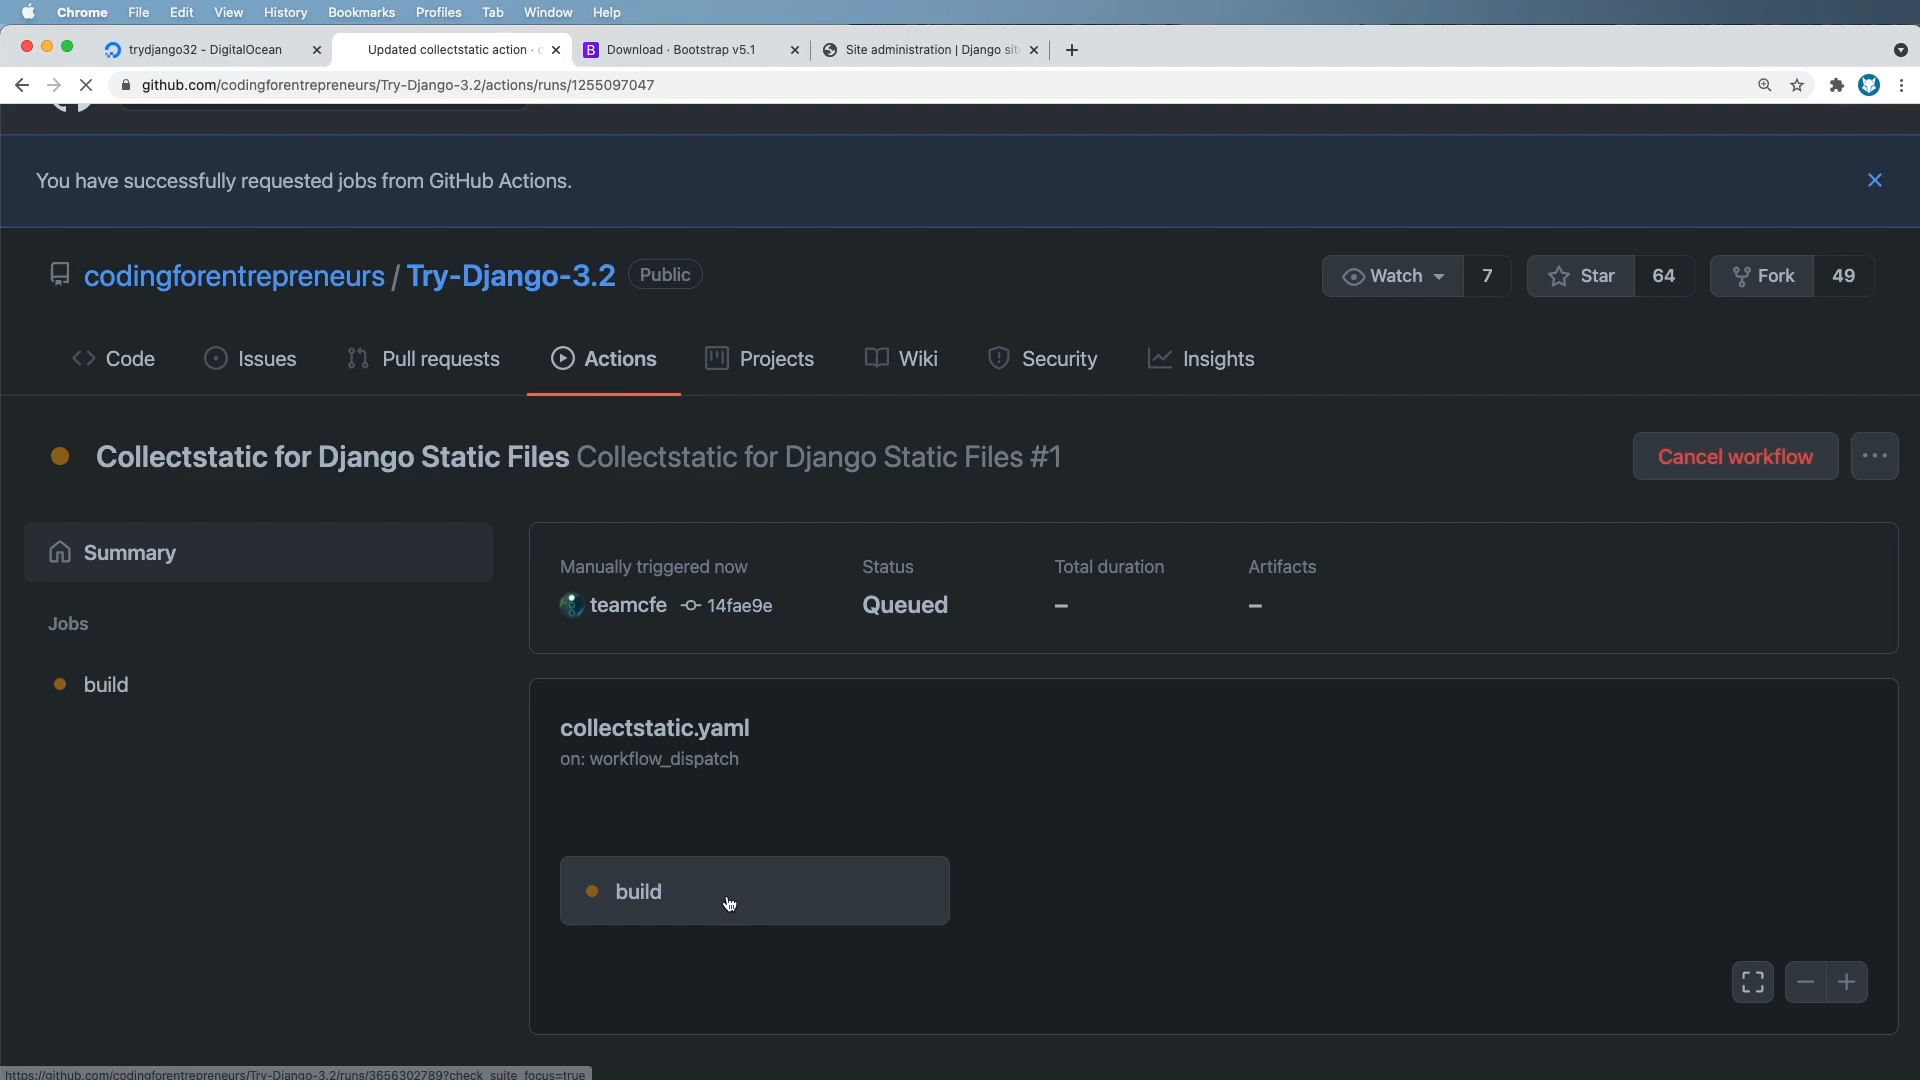 Chrome File Edit View History Bookmarks Profiles Tab Window Help
trydjango32 - DigitalOcean
Updated collectstatic action · c
B Download · Bootstrap v5.1
Site administration | Django sit
github.com/codingforentrepreneurs/Try-Django-3.2/actions/runs/1255097047
You have successfully requested jobs from GitHub Actions.
codingforentrepreneurs / Try-Django-3.2 Public
Watch 7 Star 64 Fork 49
Code Issues Pull requests Actions Projects Wiki Security Insights
Collectstatic for Django Static Files Collectstatic for Django Static Files #1
Cancel workflow
Summary
Jobs
build
Manually triggered now Status Total duration Artifacts
teamcfe 14fae9e Queued – –
collectstatic.yaml
on: workflow_dispatch
build
https://github.com/codingforentrepreneurs/Try-Django-3.2/runs/3656302789?check_suite_focus=true